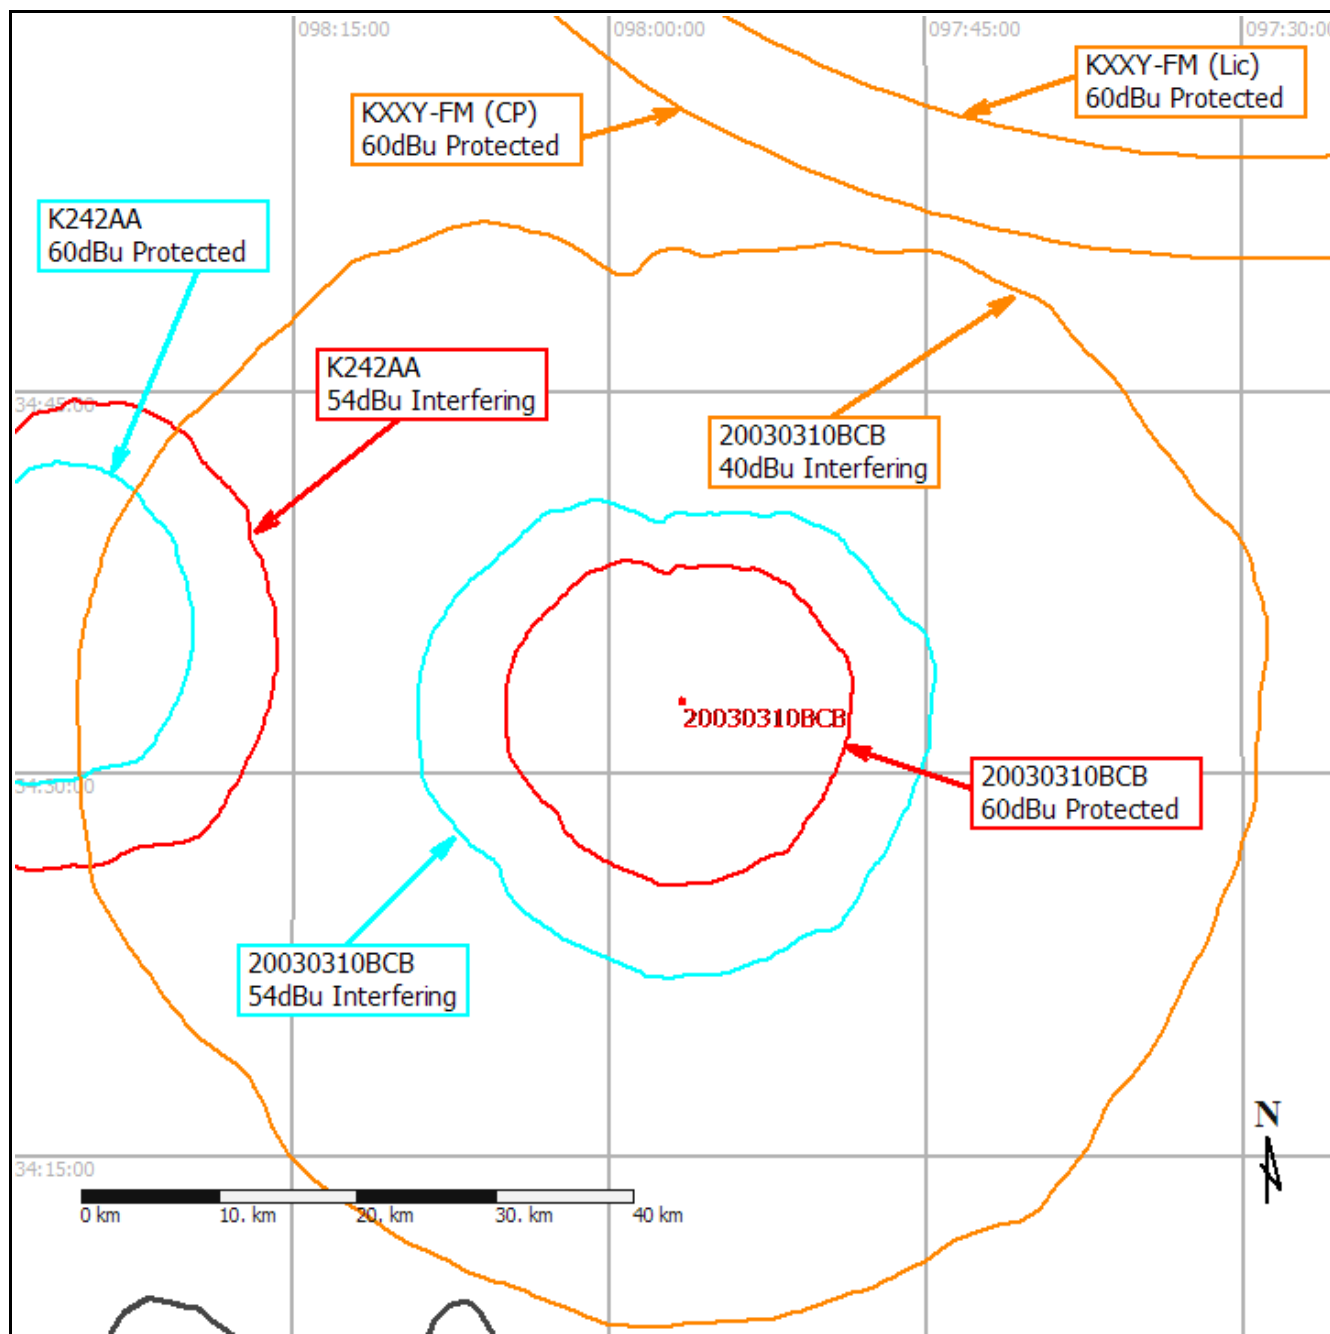 098:15:00
098:00:00
097:45:00
097:30:00
KXXY-FM (Lic)
60dBu Protected
KXXY-FM (CP)
60dBu Protected
K242AA
60dBu Protected
K242AA
54dBu Interfering
34:45:00
20030310BCB
40dBu Interfering
20030310BCB
20030310BCB
60dBu Protected
34:30:00
20030310BCB
54dBu Interfering
N
34:15:00
0 km
10. km
20. km
30. km
40 km